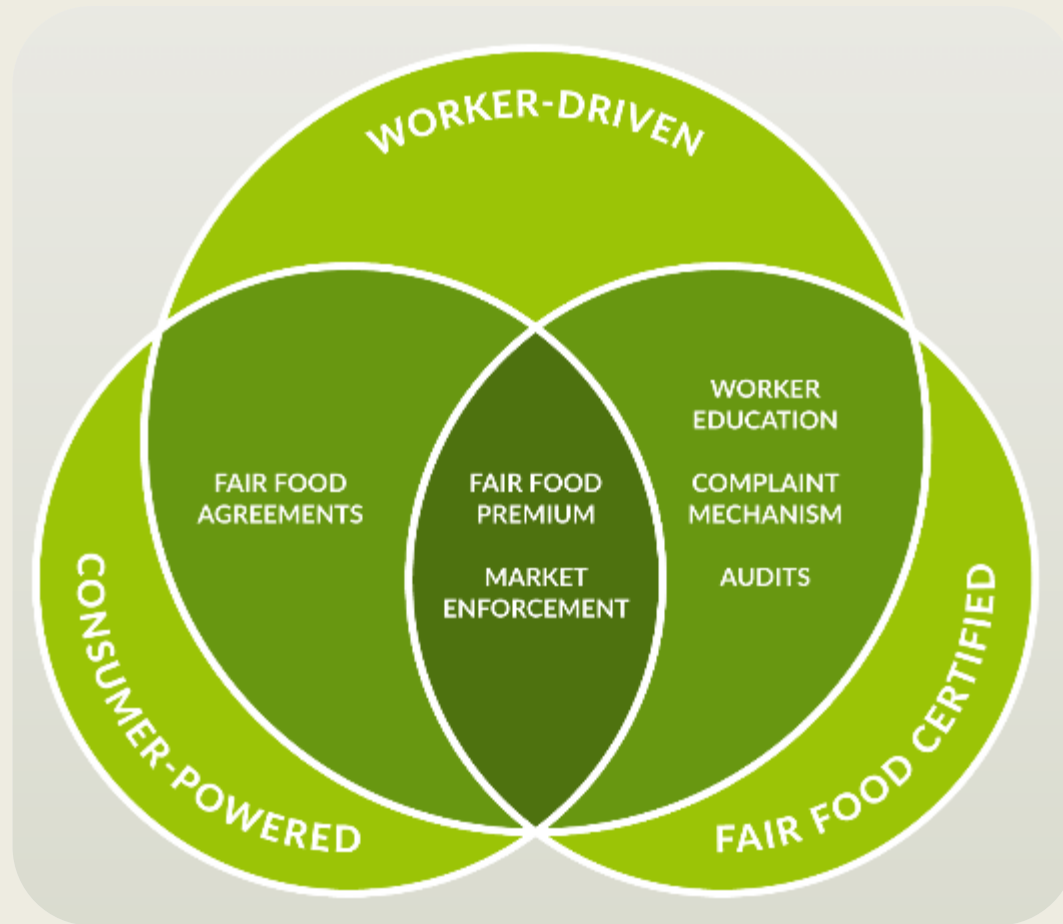 WORKER-DRIVEN
FAIR FOOD
AGREEMENTS
FAIR FOOD
PREMIUM
MARKET
ENFORCEMENT
WORKER
EDUCATION
COMPLAINT
MECHANISM
AUDITS
CONSUMER-POWERED
FAIR FOOD CERTIFIED